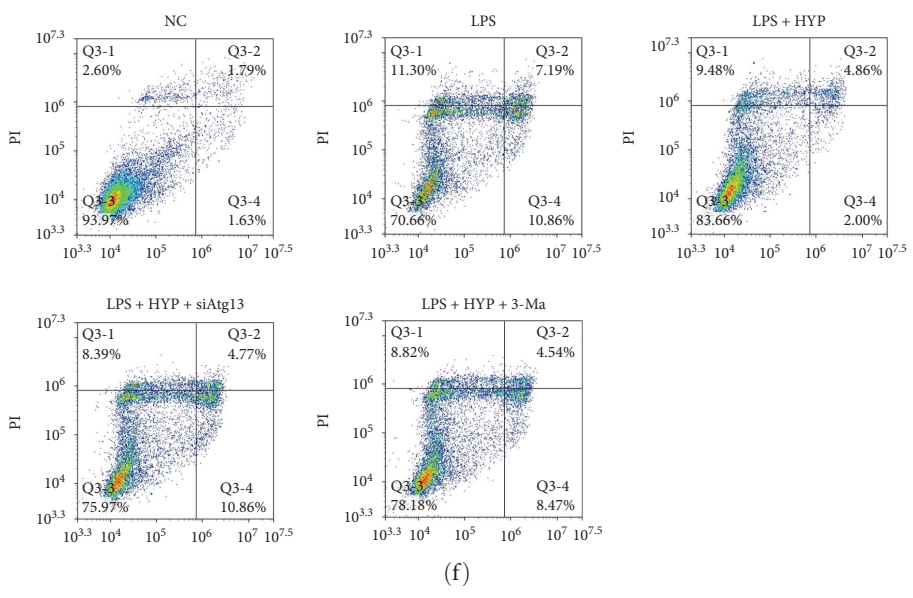 NC
10^7.3
Q3-1
2.60%
Q3-2
1.79%
10^6
PI
10^5
10^4
Q3-3
93.97%
Q3-4
1.63%
10^3.3
10^3.3 10^4 10^5 10^6 10^7 10^7.5
LPS
10^7.3
Q3-1
11.30%
Q3-2
7.19%
10^6
PI
10^5
10^4
Q3-3
70.66%
Q3-4
10.86%
10^3.3
10^3.3 10^4 10^5 10^6 10^7 10^7.5
LPS + HYP
10^7.3
Q3-1
9.48%
Q3-2
4.86%
10^6
PI
10^5
10^4
Q3-3
83.66%
Q3-4
2.00%
10^3.3
10^3.3 10^4 10^5 10^6 10^7 10^7.5
LPS + HYP + siAtg13
10^7.3
Q3-1
8.39%
Q3-2
4.77%
10^6
PI
10^5
10^4
Q3-3
75.97%
Q3-4
10.86%
10^3.3
10^3.3 10^4 10^5 10^6 10^7 10^7.5
LPS + HYP + 3-Ma
10^7.3
Q3-1
8.82%
Q3-2
4.54%
10^6
PI
10^5
10^4
Q3-3
78.18%
Q3-4
8.47%
10^3.3
10^3.3 10^4 10^5 10^6 10^7 10^7.5
(f)